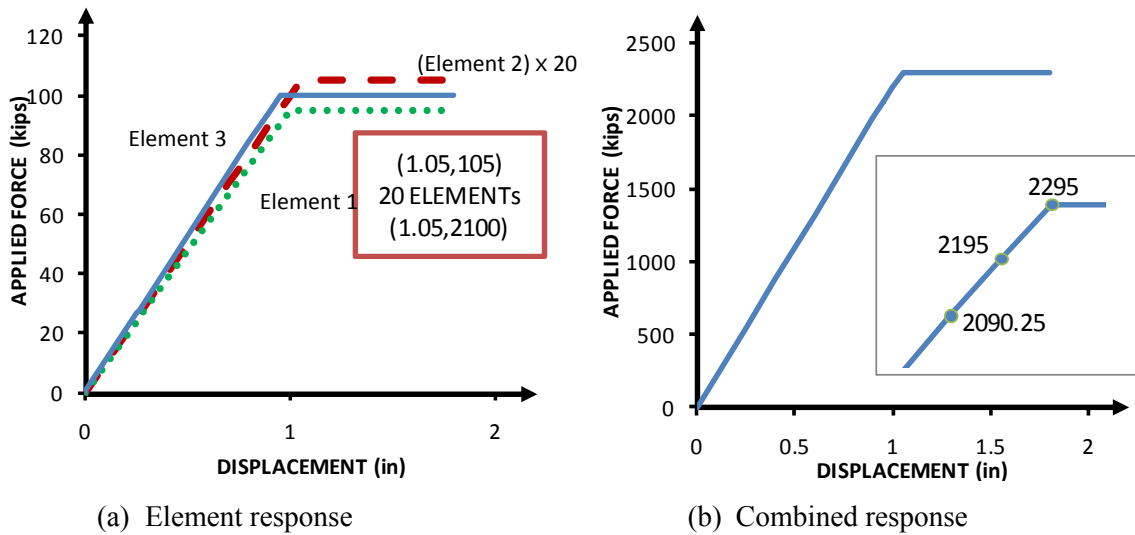 APPLIED FORCE (kips)
120
100
80
60
40
20
0
0
1
2
DISPLACEMENT (in)
(Element 2) x 20
Element 3
Element 1
(1.05,105)
20 ELEMENTs
(1.05,2100)
(a) Element response
APPLIED FORCE (kips)
2500
2000
1500
1000
500
0
0
0.5
1
1.5
2
DISPLACEMENT (in)
2295
2195
2090.25
(b) Combined response